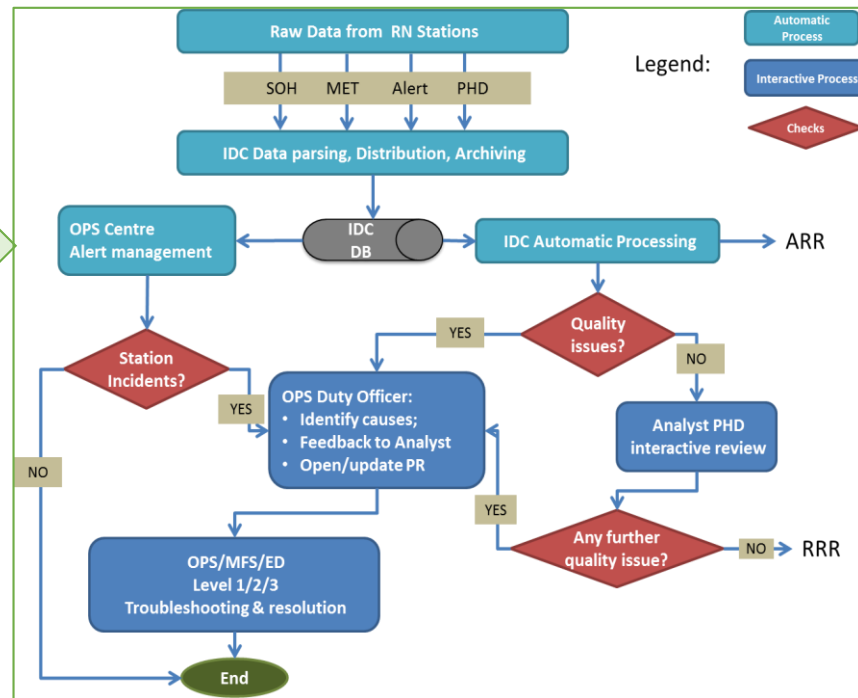 Raw Data from RN Stations
SOH MET Alert PHD
IDC Data parsing, Distribution, Archiving
Legend:
Automatic
Process
Interactive Process
Checks
OPS Centre
Alert management
IDC
DB
IDC Automatic Processing
ARR
Station
Incidents?
YES
Quality
issues?
NO
YES
NO
OPS Duty Officer:
• Identify causes;
• Feedback to Analyst
• Open/update PR
Analyst PHD
interactive review
YES
Any further
quality issue?
NO
RRR
OPS/MFS/ED
Level 1/2/3
Troubleshooting & resolution
End